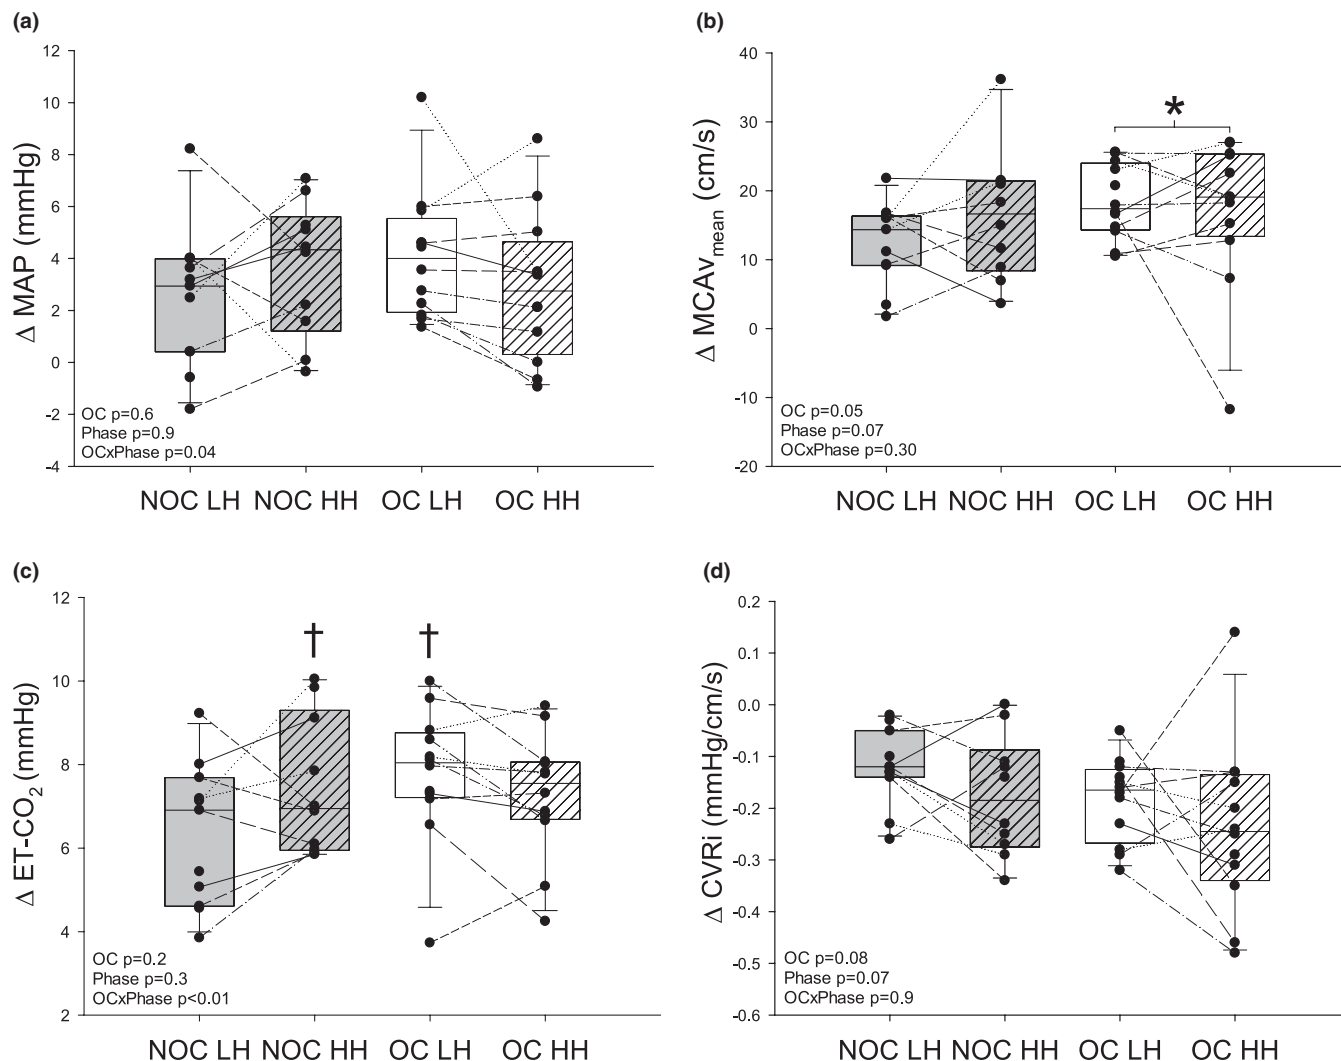 (a)
12
10
8
6
4
2
0
-2
-4
Δ MAP (mmHg)
OC p=0.6
Phase p=0.9
OCxPhase p=0.04
NOC LH NOC HH OC LH OC HH
(b)
40
30
20
10
0
-10
-20
Δ MCAvmean (cm/s)
*
OC p=0.05
Phase p=0.07
OCxPhase p=0.30
NOC LH NOC HH OC LH OC HH
(c)
12
10
8
6
4
2
Δ ET-CO2 (mmHg)
† †
OC p=0.2
Phase p=0.3
OCxPhase p<0.01
NOC LH NOC HH OC LH OC HH
(d)
0.2
0.1
0.0
-0.1
-0.2
-0.3
-0.4
-0.5
-0.6
Δ CVRi (mmHg/cm/s)
OC p=0.08
Phase p=0.07
OCxPhase p=0.9
NOC LH NOC HH OC LH OC HH